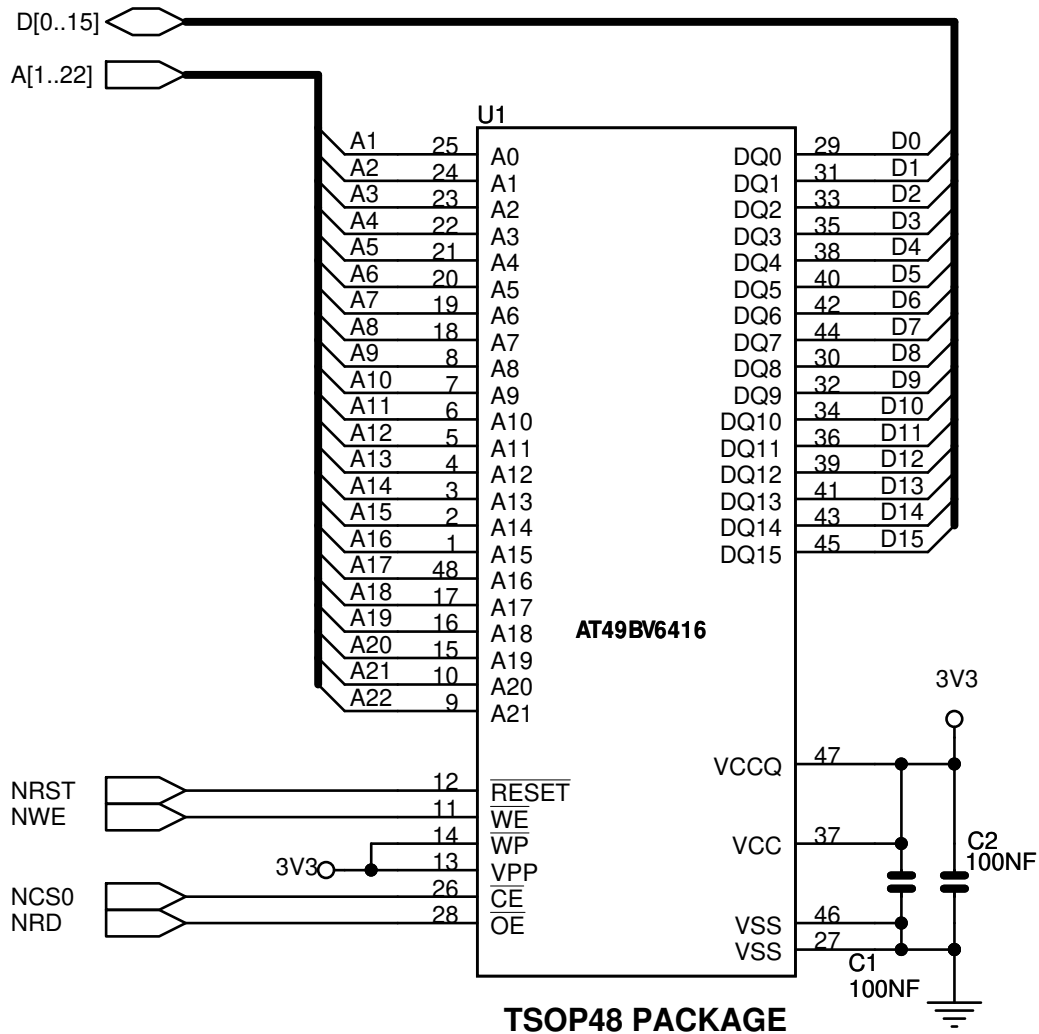 D[0..15]
A[1..22]
U1
A1 25 A0 DQ0 29 D0
A2 24 A1 DQ1 31 D1
A3 23 A2 DQ2 33 D2
A4 22 A3 DQ3 35 D3
A5 21 A4 DQ4 38 D4
A6 20 A5 DQ5 40 D5
A7 19 A6 DQ6 42 D6
A8 18 A7 DQ7 44 D7
A9 8 A8 DQ8 30 D8
A10 7 A9 DQ9 32 D9
A11 6 A10 DQ10 34 D10
A12 5 A11 DQ11 36 D11
A13 4 A12 DQ12 39 D12
A14 3 A13 DQ13 41 D13
A15 2 A14 DQ14 43 D14
A16 1 A15 DQ15 45 D15
A17 48 A16
A18 17 A17
A19 16 A18
A20 15 A19
A21 10 A20
A22 9 A21
AT49BV6416
3V3
VCCQ 47
NRST 12 RESET
NWE 11 WE
14 WP
VCC 37
3V3 13 VPP
C2
100NF
NCS0 26 CE
NRD 28 OE
VSS 46
VSS 27
C1
100NF
TSOP48 PACKAGE